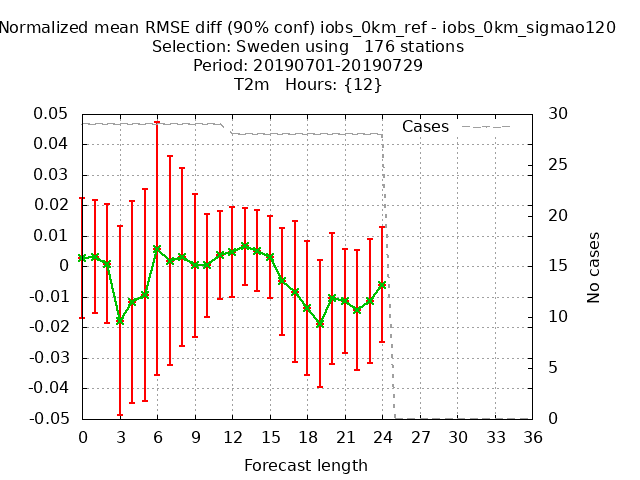 Normalized mean RMSE diff (90% conf) iobs_0km_ref - iobs_0km_sigmao120
Selection: Sweden using 176 stations
Period: 20190701-20190729
T2m Hours: {12}
0.05
0.04
0.03
0.02
0.01
0
-0.01
-0.02
-0.03
-0.04
-0.05
Cases
30
25
20
15
10
5
0
No cases
0 3 6 9 12 15 18 21 24 27 30 33 36
Forecast length